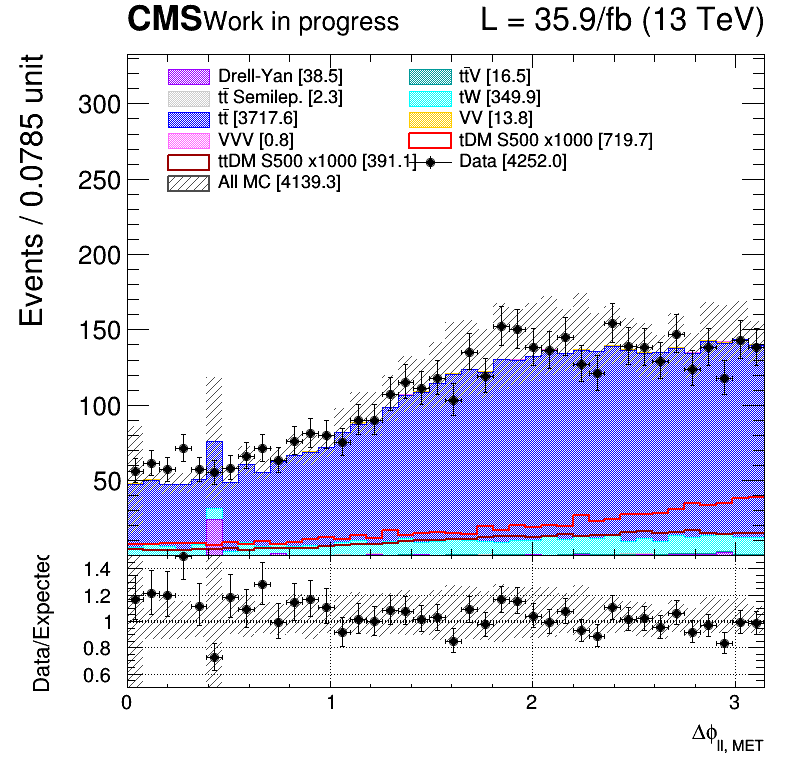 CMS Work in progress L = 35.9/fb (13 TeV)
Events / 0.0785 unit
300
250
200
150
100
50
Drell-Yan [38.5]
tt̄ Semilep. [2.3]
tt̄ [3717.6]
VVV [0.8]
ttDM S500 x1000 [391.1]
All MC [4139.3]
tt̄V [16.5]
tW [349.9]
VV [13.8]
tDM S500 x1000 [719.7]
Data [4252.0]
Data/Expected
1.4
1.2
1
0.8
0.6
0 1 2 3
Δϕll, MET